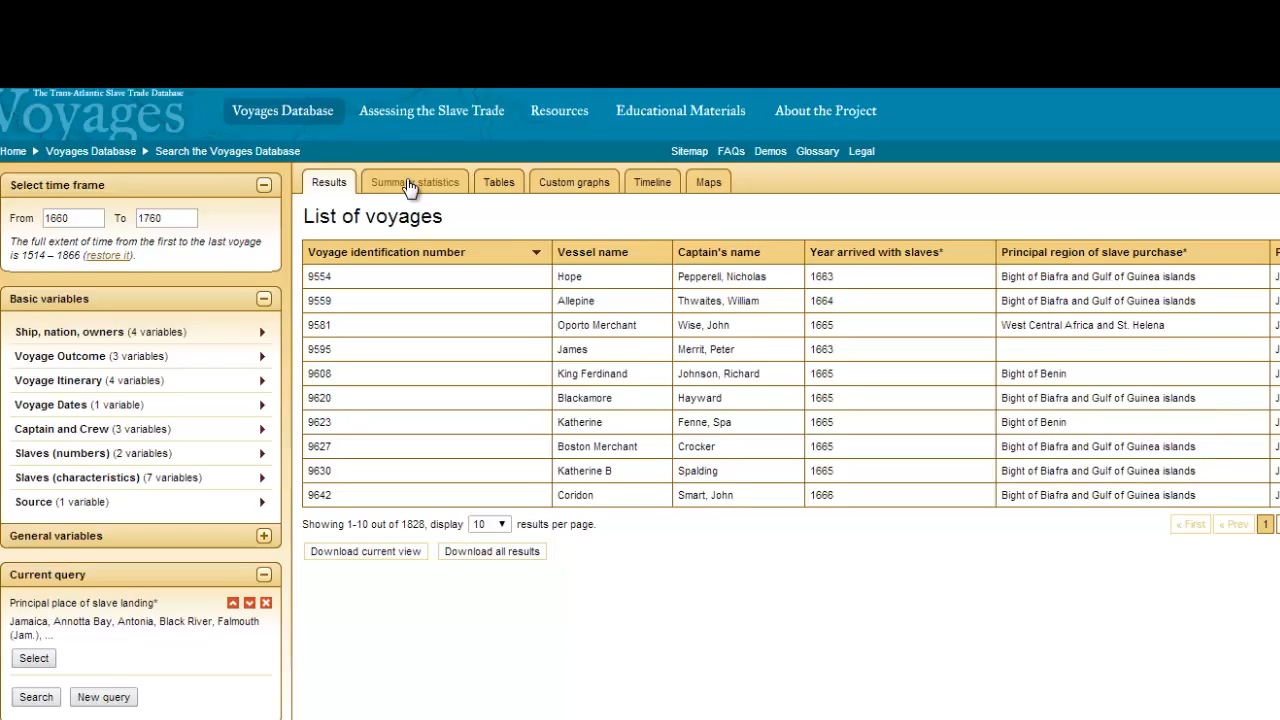 The Trans-Atlantic Slave Trade Database
Voyages
Voyages Database Assessing the Slave Trade Resources Educational Materials About the Project
Home Voyages Database Search the Voyages Database Sitemap FAQs Demos Glossary Legal
Select time frame
From 1660 To 1760
The full extent of time from the first to the last voyage
is 1514 – 1866 (restore it).
Basic variables
Ship, nation, owners (4 variables)
Voyage Outcome (3 variables)
Voyage Itinerary (4 variables)
Voyage Dates (1 variable)
Captain and Crew (3 variables)
Slaves (numbers) (2 variables)
Slaves (characteristics) (7 variables)
Source (1 variable)
General variables
Current query
Principal place of slave landing*
Jamaica, Annotta Bay, Antonia, Black River, Falmouth
(Jam.), ...
Select
Search New query
Results Summary statistics Tables Custom graphs Timeline Maps
List of voyages
Voyage identification number Vessel name Captain's name Year arrived with slaves* Principal region of slave purchase* P
9554 Hope Pepperell, Nicholas 1663 Bight of Biafra and Gulf of Guinea islands J
9559 Allepine Thwaites, William 1664 Bight of Biafra and Gulf of Guinea islands J
9581 Oporto Merchant Wise, John 1665 West Central Africa and St. Helena J
9595 James Merrit, Peter 1663 J
9608 King Ferdinand Johnson, Richard 1665 Bight of Benin J
9620 Blackamore Hayward 1665 Bight of Biafra and Gulf of Guinea islands J
9623 Katherine Fenne, Spa 1665 Bight of Benin J
9627 Boston Merchant Crocker 1665 Bight of Biafra and Gulf of Guinea islands J
9630 Katherine B Spalding 1665 Bight of Biafra and Gulf of Guinea islands J
9642 Coridon Smart, John 1666 Bight of Biafra and Gulf of Guinea islands J
Showing 1-10 out of 1828, display 10 results per page. « First « Prev 1
Download current view Download all results